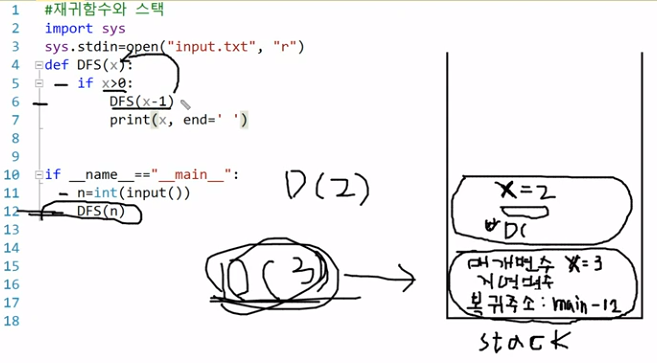 1 #재귀함수와 스택
2 import sys
3 sys.stdin=open("input.txt", "r")
4 def DFS(x):
5 if x>0:
6 DFS(x-1)
7 print(x, end=' ')
8
9
10 if __name__=="__main__":
11 n=int(input())
12 DFS(n)
13
14
15
16
17
18
D(2)
D(3)
x=2
D(
매개변수 x=3
지역변수
복귀주소: main-12
stack